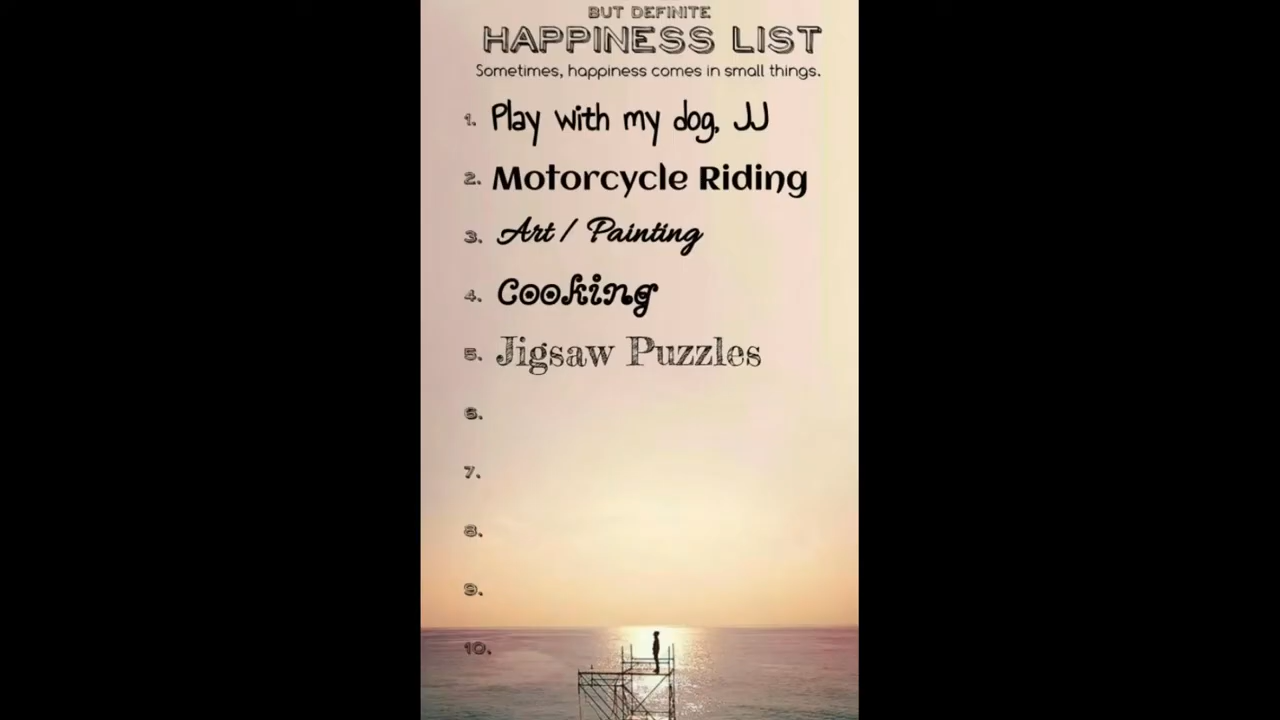 BUT DEFINITE
HAPPINESS LIST
Sometimes, happiness comes in small things.
1. Play with my dog, JJ
2. Motorcycle Riding
3. Art / Painting
4. Cooking
5. Jigsaw Puzzles
6.
7.
8.
9.
10.